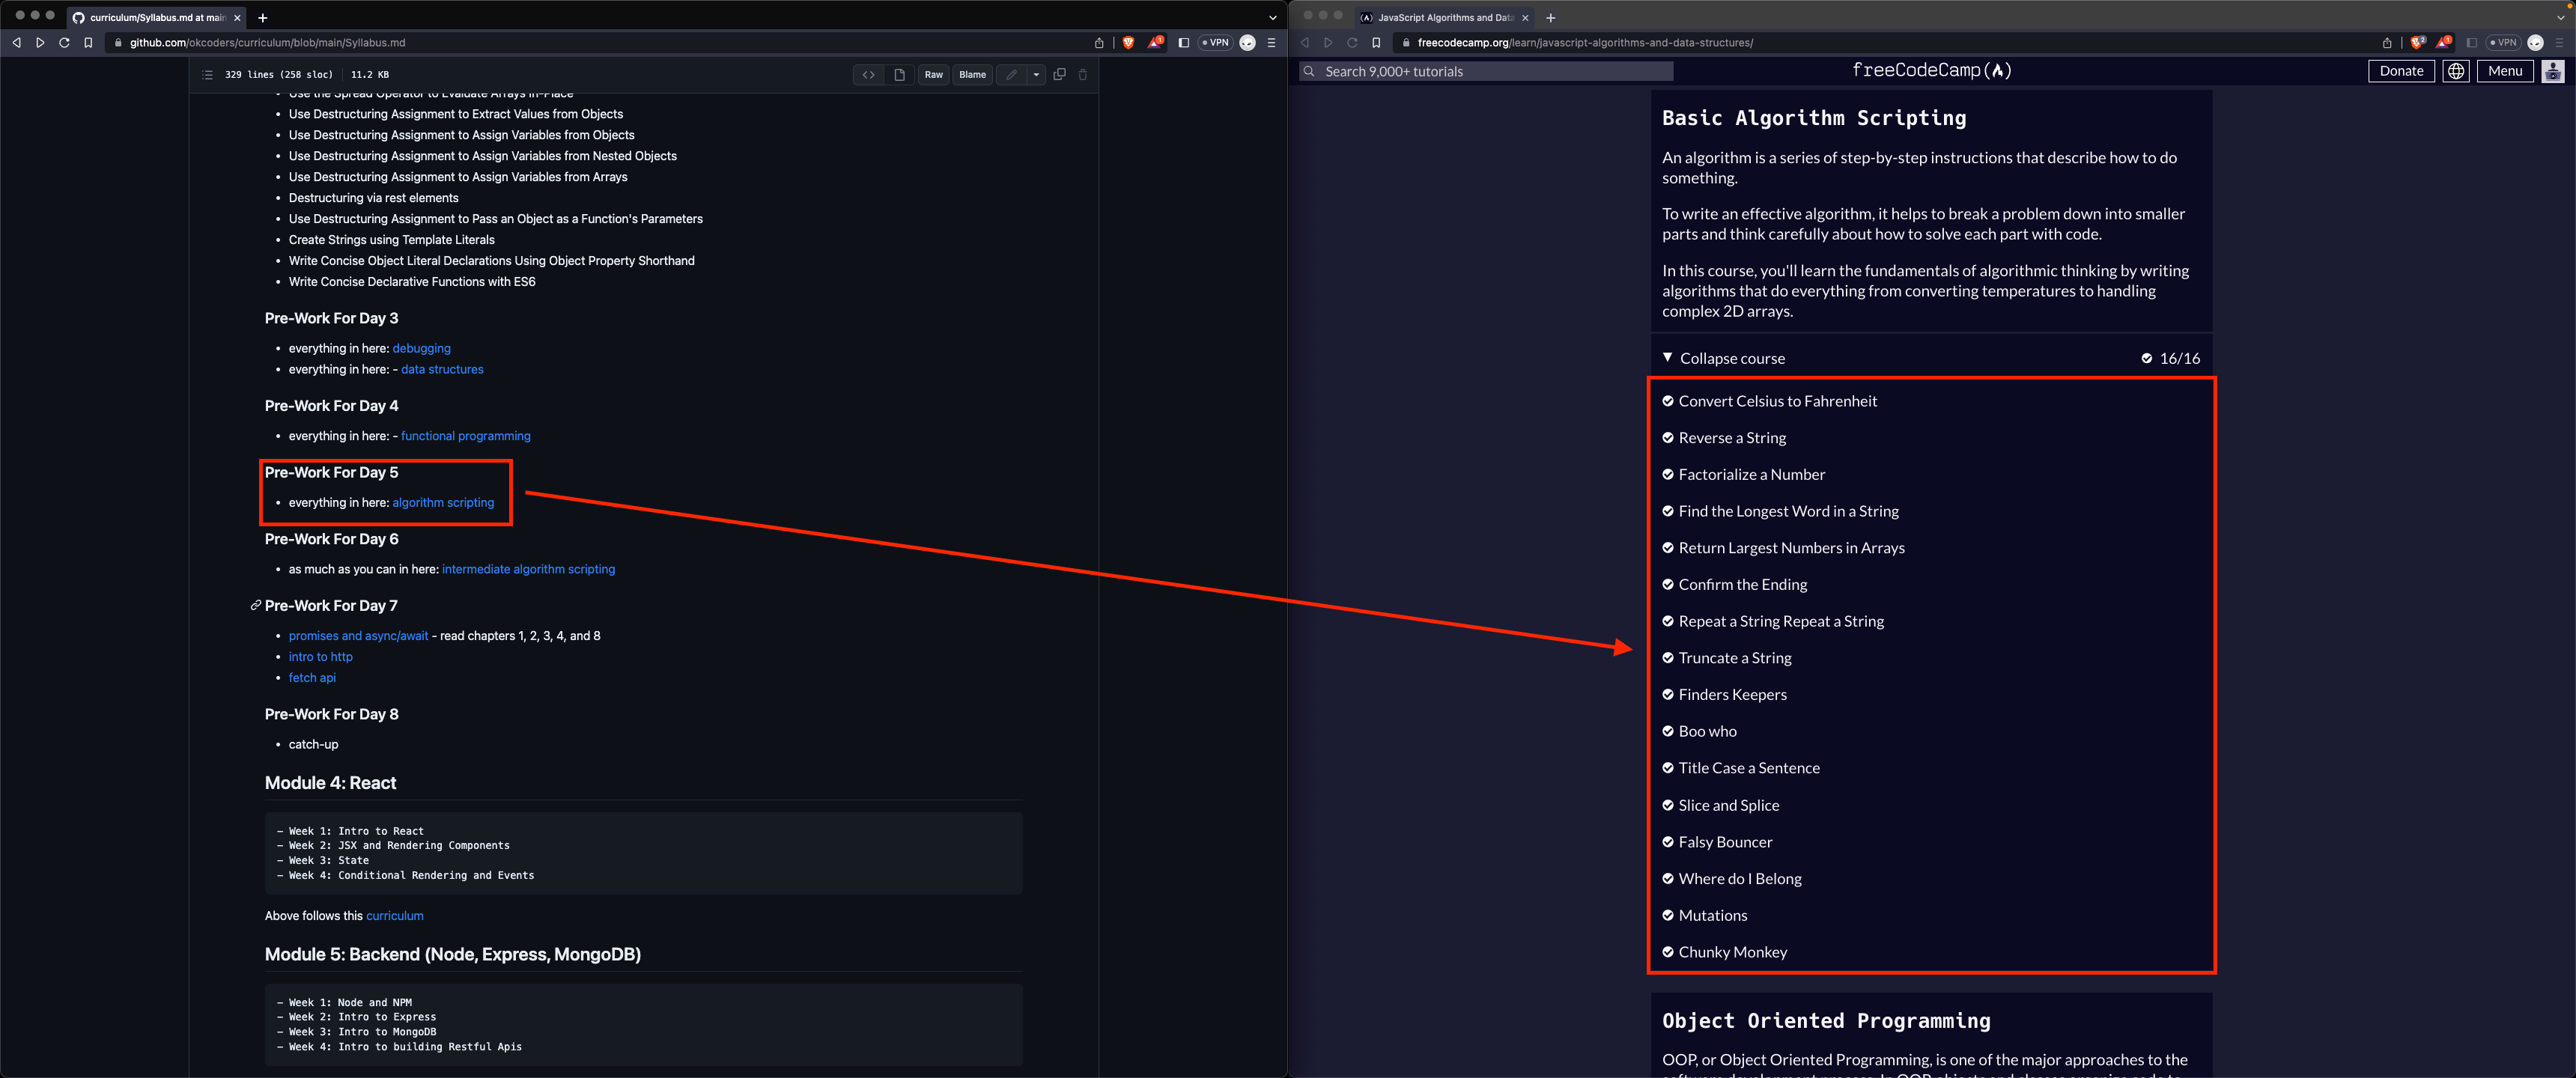 curriculum/Syllabus.md at main
github.com/okcoders/curriculum/blob/main/Syllabus.md
1
VPN
329 lines (258 sloc)
11.2 KB
Raw
Blame
Use the Spread Operator to Evaluate Arrays In-Place
Use Destructuring Assignment to Extract Values from Objects
Use Destructuring Assignment to Assign Variables from Objects
Use Destructuring Assignment to Assign Variables from Nested Objects
Use Destructuring Assignment to Assign Variables from Arrays
Destructuring via rest elements
Use Destructuring Assignment to Pass an Object as a Function's Parameters
Create Strings using Template Literals
Write Concise Object Literal Declarations Using Object Property Shorthand
Write Concise Declarative Functions with ES6
Pre-Work For Day 3
everything in here: debugging
everything in here: - data structures
Pre-Work For Day 4
everything in here: - functional programming
Pre-Work For Day 5
everything in here: algorithm scripting
Pre-Work For Day 6
as much as you can in here: intermediate algorithm scripting
Pre-Work For Day 7
promises and async/await - read chapters 1, 2, 3, 4, and 8
intro to http
fetch api
Pre-Work For Day 8
catch-up
Module 4: React
- Week 1: Intro to React
- Week 2: JSX and Rendering Components
- Week 3: State
- Week 4: Conditional Rendering and Events
Above follows this curriculum
Module 5: Backend (Node, Express, MongoDB)
- Week 1: Node and NPM
- Week 2: Intro to Express
- Week 3: Intro to MongoDB
- Week 4: Intro to building Restful Apis
JavaScript Algorithms and Data
freecodecamp.org/learn/javascript-algorithms-and-data-structures/
2
1
VPN
Search 9,000+ tutorials
freeCodeCamp
Donate
Menu
Basic Algorithm Scripting
An algorithm is a series of step-by-step instructions that describe how to do
something.
To write an effective algorithm, it helps to break a problem down into smaller
parts and think carefully about how to solve each part with code.
In this course, you'll learn the fundamentals of algorithmic thinking by writing
algorithms that do everything from converting temperatures to handling
complex 2D arrays.
Collapse course
16/16
Convert Celsius to Fahrenheit
Reverse a String
Factorialize a Number
Find the Longest Word in a String
Return Largest Numbers in Arrays
Confirm the Ending
Repeat a String Repeat a String
Truncate a String
Finders Keepers
Boo who
Title Case a Sentence
Slice and Splice
Falsy Bouncer
Where do I Belong
Mutations
Chunky Monkey
Object Oriented Programming
OOP, or Object Oriented Programming, is one of the major approaches to the